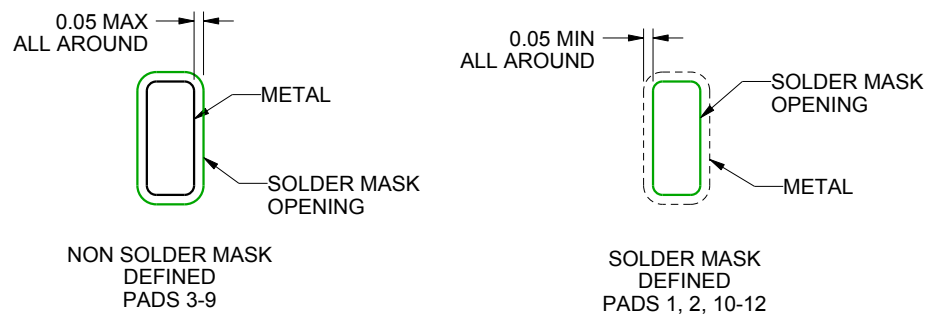 0.05 MAX
ALL AROUND
METAL
SOLDER MASK
OPENING
NON SOLDER MASK
DEFINED
PADS 3-9
0.05 MIN
ALL AROUND
SOLDER MASK
OPENING
METAL
SOLDER MASK
DEFINED
PADS 1, 2, 10-12